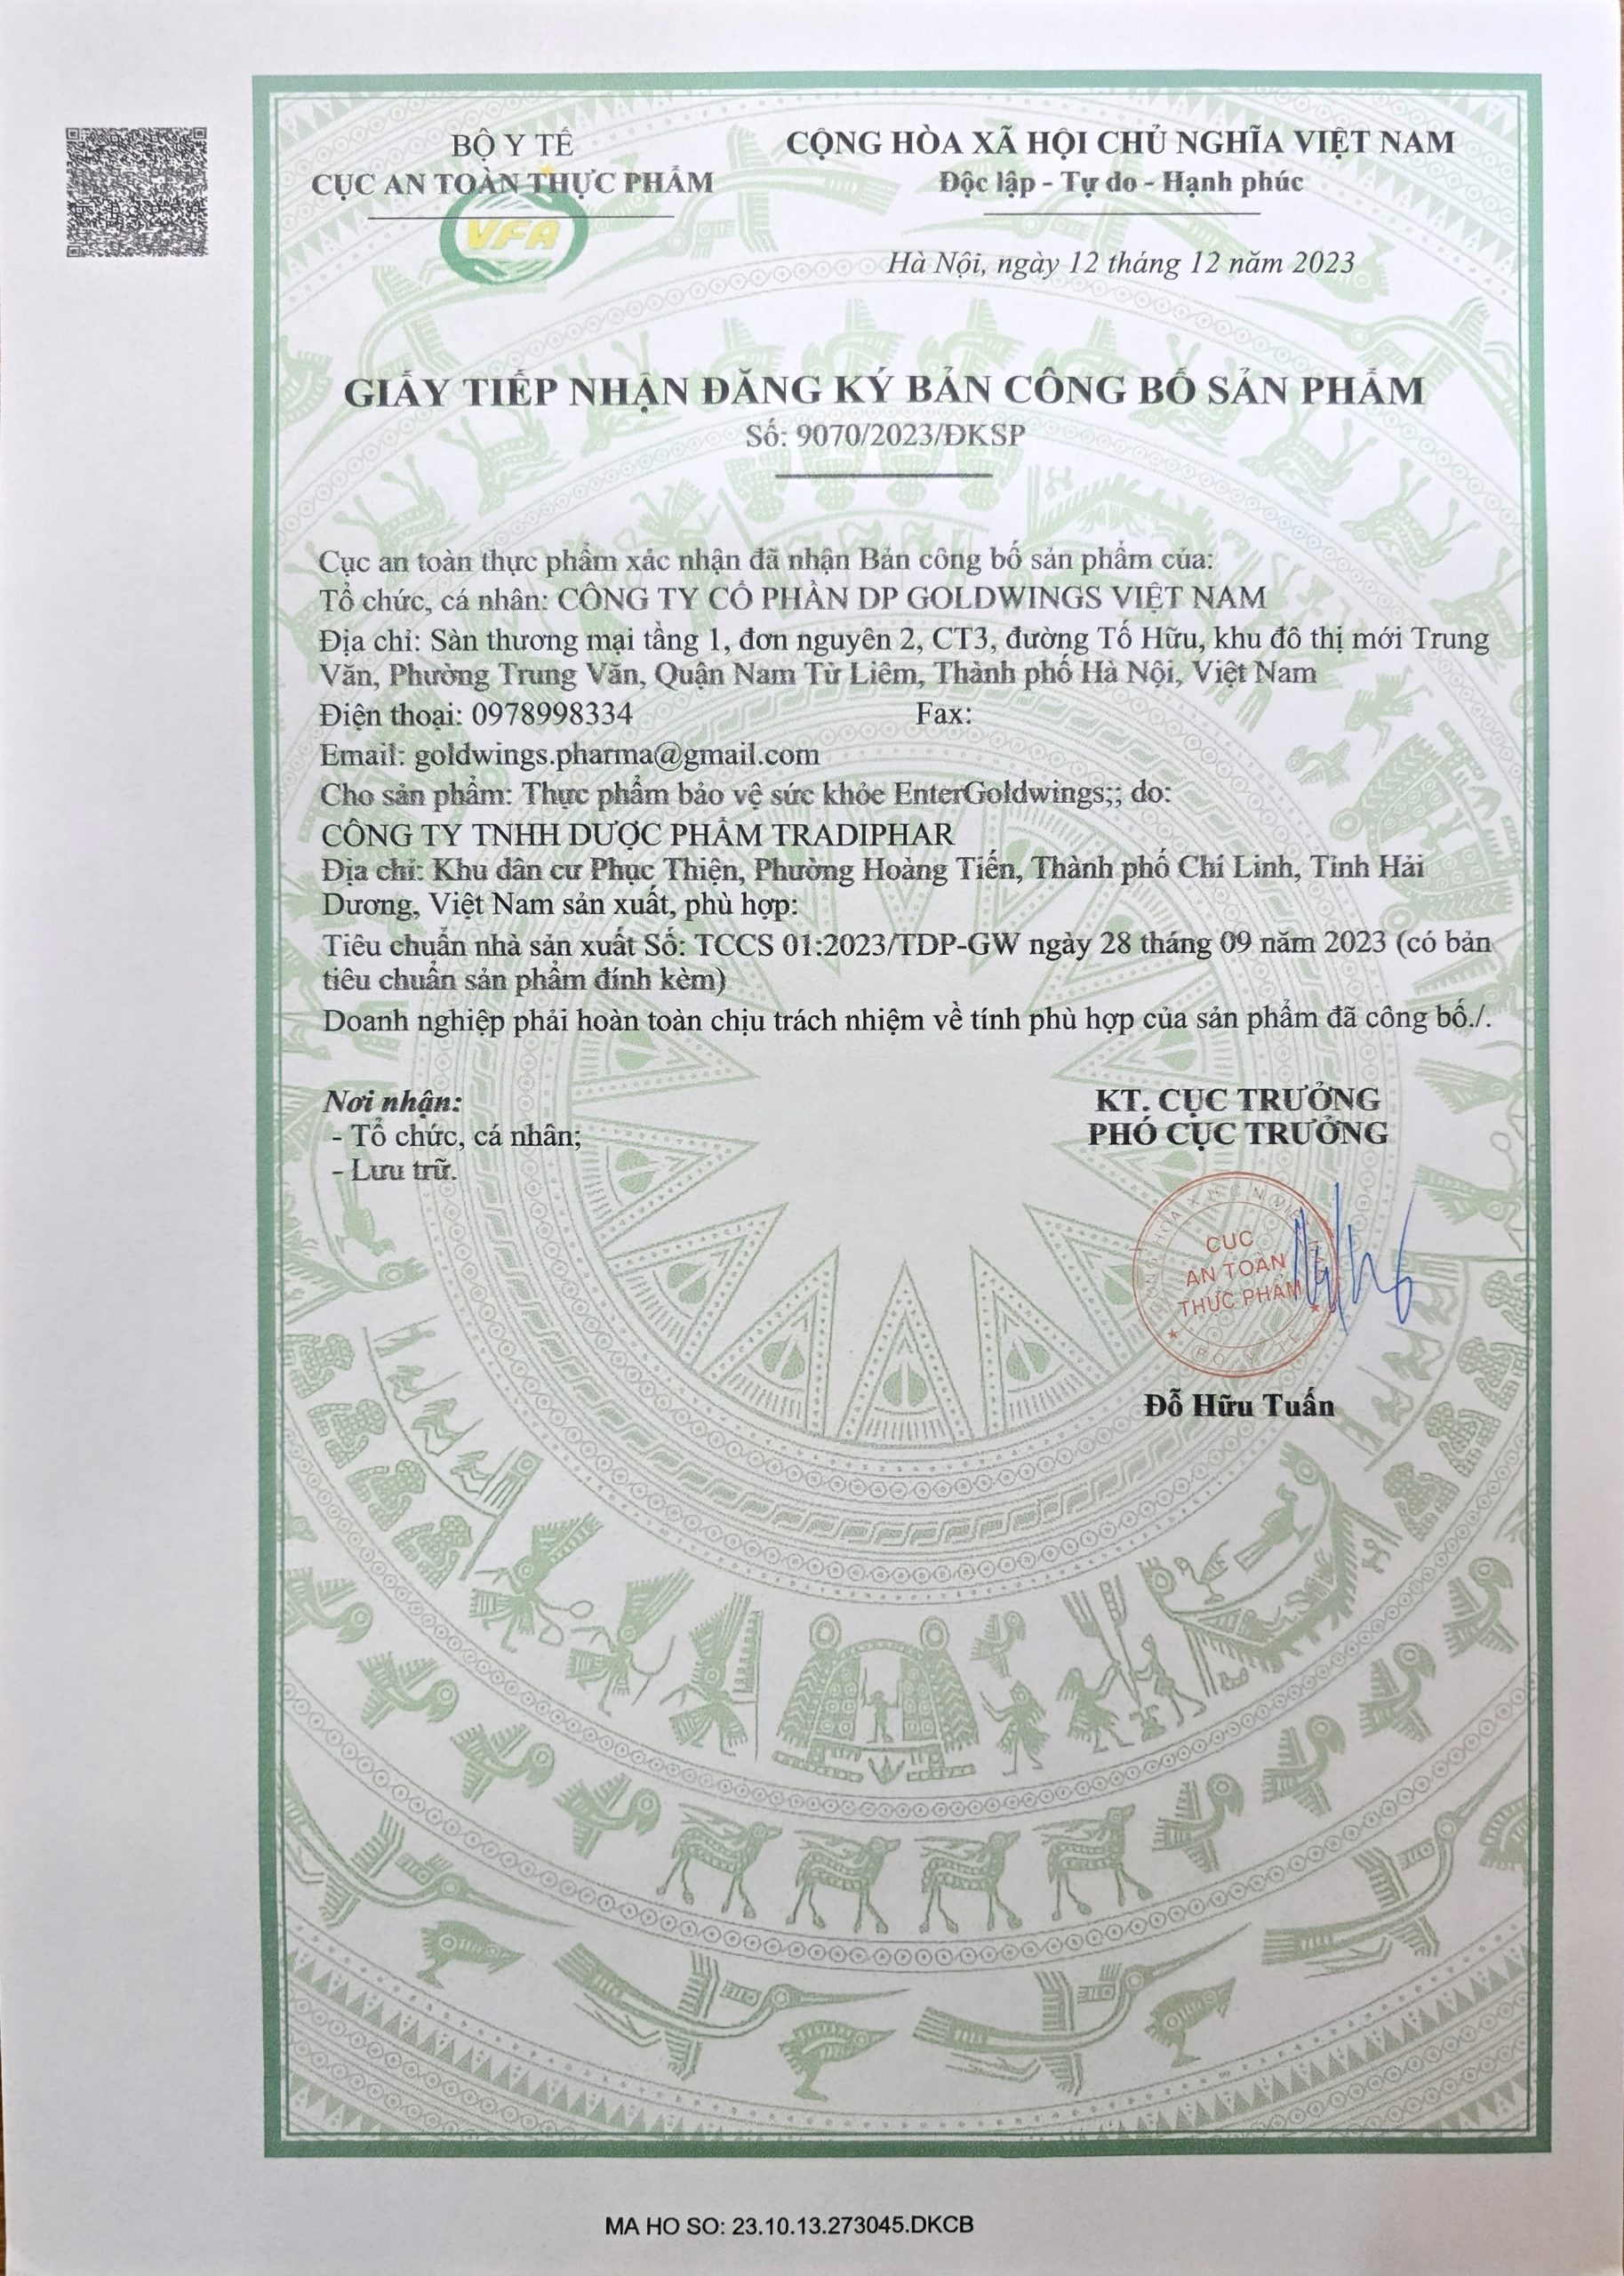 BỘ Y TẾ
CỤC AN TOÀN THỰC PHẨM
VFA
CỘNG HÒA XÃ HỘI CHỦ NGHĨA VIỆT NAM
Độc lập - Tự do - Hạnh phúc
Hà Nội, ngày 12 tháng 12 năm 2023
GIẤY TIẾP NHẬN ĐĂNG KÝ BẢN CÔNG BỐ SẢN PHẨM
Số: 9070/2023/ĐKSP
Cục an toàn thực phẩm xác nhận đã nhận Bản công bố sản phẩm của:
Tổ chức, cá nhân: CÔNG TY CỔ PHẦN DP GOLDWINGS VIỆT NAM
Địa chỉ: Sàn thương mại tầng 1, đơn nguyên 2, CT3, đường Tố Hữu, khu đô thị mới Trung
Văn, Phường Trung Văn, Quận Nam Từ Liêm, Thành phố Hà Nội, Việt Nam
Điện thoại: 0978998334 Fax:
Email: goldwings.pharma@gmail.com
Cho sản phẩm: Thực phẩm bảo vệ sức khỏe EnterGoldwings;; do:
CÔNG TY TNHH DƯỢC PHẨM TRADIPHAR
Địa chỉ: Khu dân cư Phục Thiện, Phường Hoàng Tiến, Thành phố Chí Linh, Tỉnh Hải
Dương, Việt Nam sản xuất, phù hợp:
Tiêu chuẩn nhà sản xuất Số: TCCS 01:2023/TDP-GW ngày 28 tháng 09 năm 2023 (có bản
tiêu chuẩn sản phẩm đính kèm)
Doanh nghiệp phải hoàn toàn chịu trách nhiệm về tính phù hợp của sản phẩm đã công bố./.
Nơi nhận:
- Tổ chức, cá nhân;
- Lưu trữ.
KT. CỤC TRƯỞNG
PHÓ CỤC TRƯỞNG
CỤC
AN TOÀN
THỰC PHẨM
Đỗ Hữu Tuấn
MA HO SO: 23.10.13.273045.DKCB